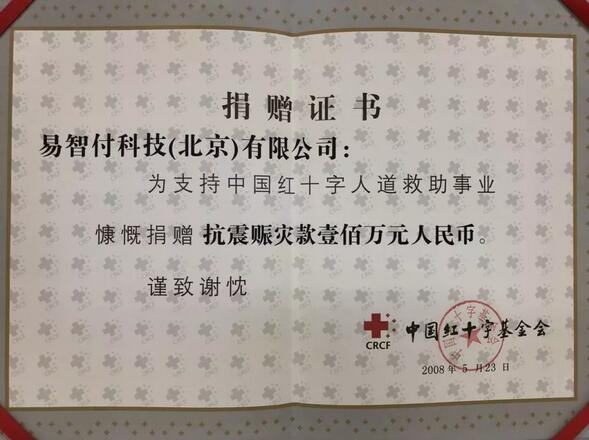 捐赠证书
易智付科技(北京)有限公司：
为支持中国红十字人道救助事业
慷慨捐赠 抗震赈灾款壹佰万元人民币。
谨致谢忱
CRCF
中国红十字基金会
2008年5月23日